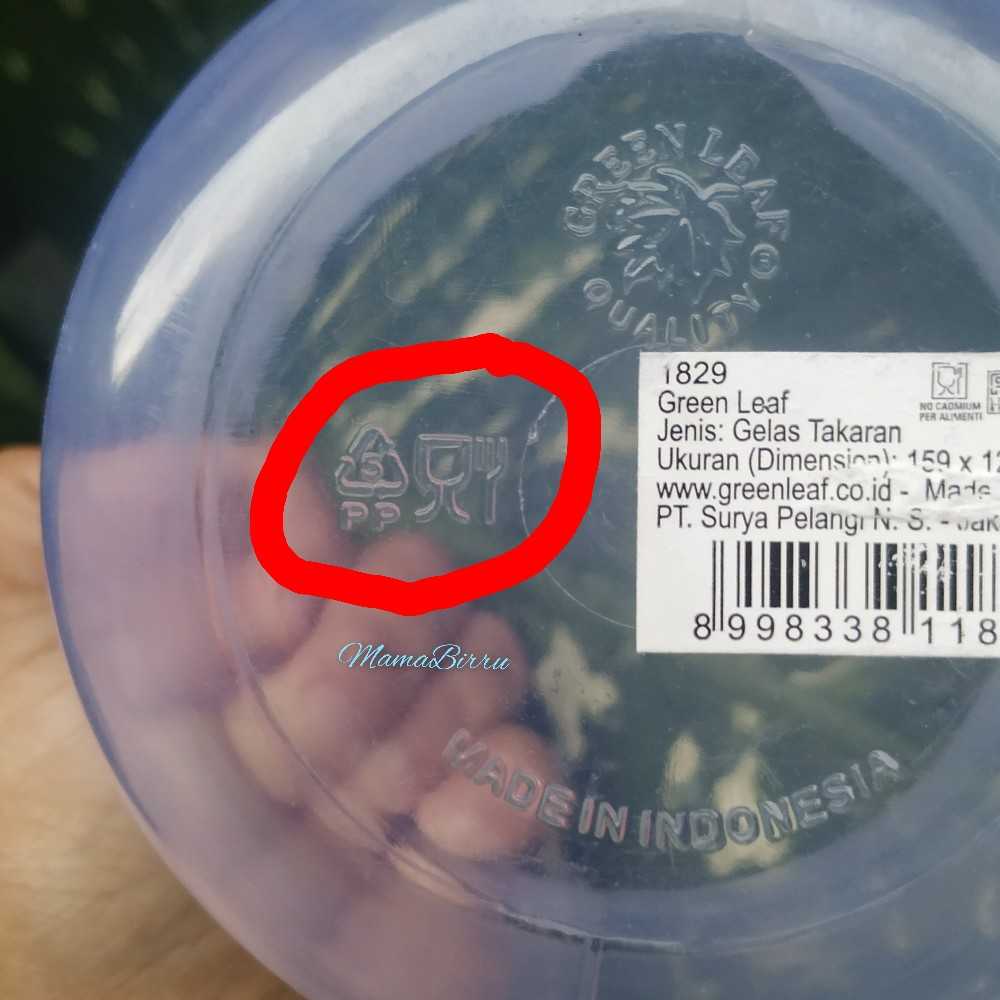 GREEN LEAF ®
QUALITY
1829
Green Leaf
Jenis: Gelas Takaran
Ukuran (Dimension): 159 x
www.greenleaf.co.id - Made
PT. Surya Pelangi N. S. -
NO CADMIUM
PER ALIMENTI
8 998338 118
5
PP
MamaBirru
MADE IN INDONESIA